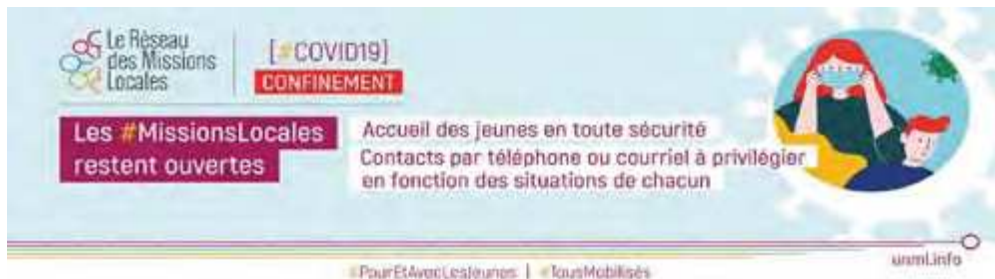 Le Réseau
des Missions
Locales
[#COVID19]
CONFINEMENT
Les #MissionsLocales
restent ouvertes
Accueil des jeunes en toute sécurité
Contacts par téléphone ou courriel à privilégier
en fonction des situations de chacun
unml.info
#PourEtAvecLesJeunes | #TousMobilisés